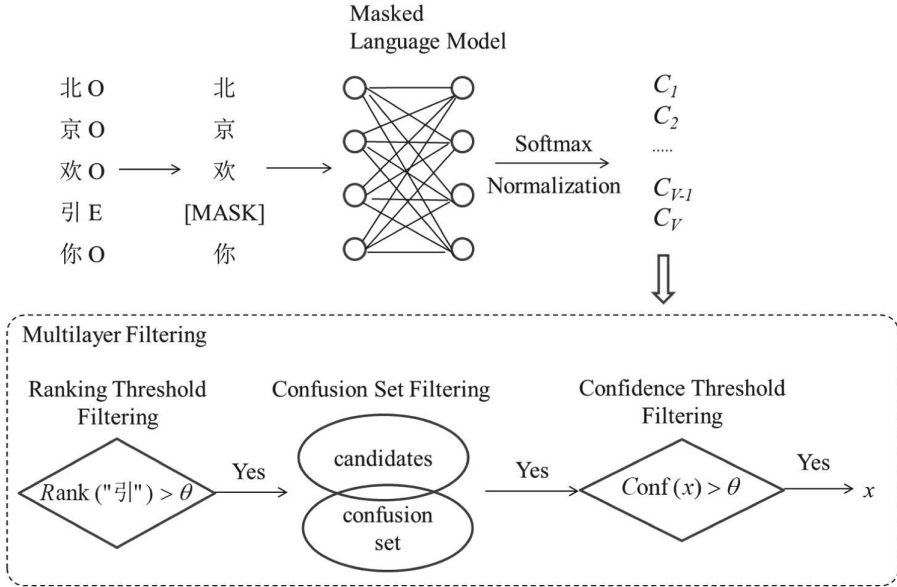 Masked
Language Model
北 O
京 O
欢 O
引 E
你 O
北
京
欢
[MASK]
你
Softmax
Normalization
C1
C2
.....
CV-1
CV
Multilayer Filtering
Ranking Threshold
Filtering
Rank ("引") > θ
Yes
Confusion Set Filtering
candidates
confusion
set
Yes
Confidence Threshold
Filtering
Conf (x) > θ
Yes
x